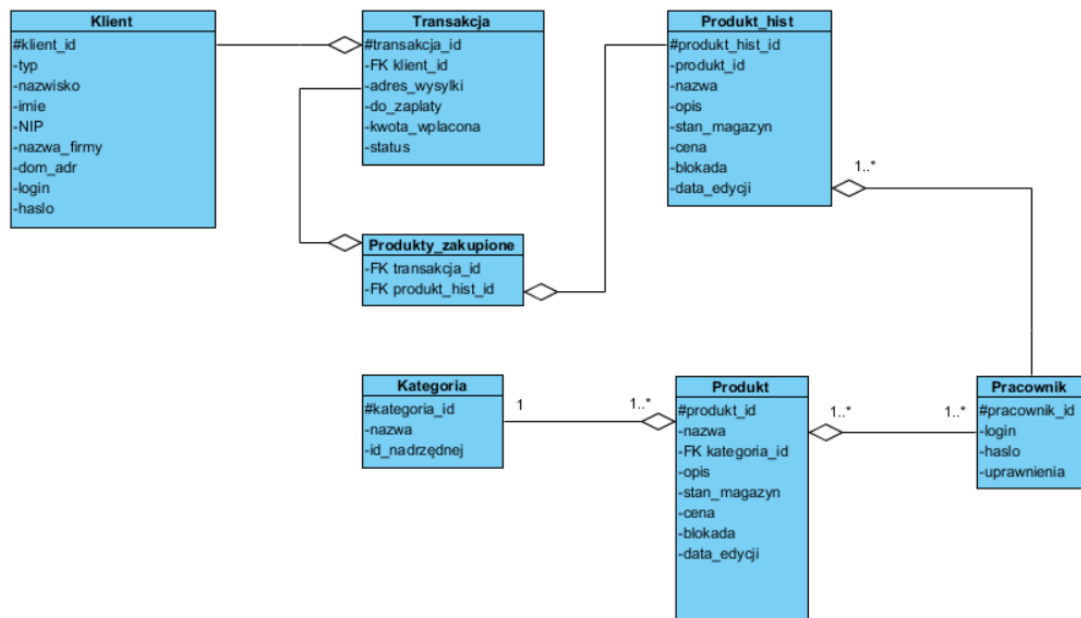 Klient
#klient_id
-typ
-nazwisko
-imie
-NIP
-nazwa_firmy
-dom_adr
-login
-haslo
Transakcja
#transakcja_id
-FK klient_id
-adres_wysylki
-do_zaplaty
-kwota_wplacona
-status
Produkt_hist
#produkt_hist_id
-produkt_id
-nazwa
-opis
-stan_magazyn
-cena
-blokada
-data_edycji
1..*
Produkty_zakupione
-FK transakcja_id
-FK produkt_hist_id
Kategoria
#kategoria_id
-nazwa
-id_nadrzędnej
1
1..*
Produkt
#produkt_id
-nazwa
-FK kategoria_id
-opis
-stan_magazyn
-cena
-blokada
-data_edycji
1..*
1..*
Pracownik
#pracownik_id
-login
-haslo
-uprawnienia